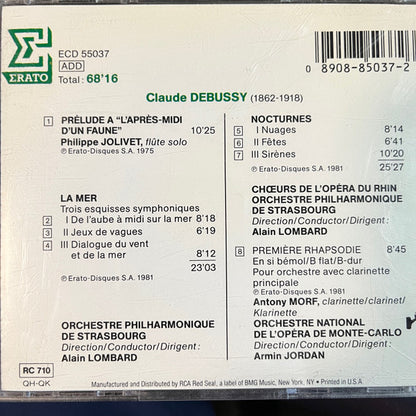 ERATO
ECD 55037
ADD
Total: 68'16
0 8908-85037-2
Claude DEBUSSY (1862-1918)
1 PRÉLUDE A "L'APRÈS-MIDI
D'UN FAUNE" 10'25
Philippe JOLIVET, flûte solo
℗ Erato-Disques S.A. 1975
LA MER
Trois esquisses symphoniques
2 I De l'aube à midi sur la mer 8'18
3 II Jeux de vagues 6'19
4 III Dialogue du vent
et de la mer 8'12
23'03
℗ Erato-Disques S.A. 1981
ORCHESTRE PHILHARMONIQUE
DE STRASBOURG
Direction/Conductor/Dirigent:
Alain LOMBARD
NOCTURNES
5 I Nuages 8'14
6 II Fêtes 6'41
7 III Sirènes 10'20
℗ Erato-Disques S.A. 1981 25'27
CHŒURS DE L'OPÉRA DU RHIN
ORCHESTRE PHILHARMONIQUE
DE STRASBOURG
Direction/Conductor/Dirigent:
Alain LOMBARD
8 PREMIÈRE RHAPSODIE 8'45
En si bémol/B flat/B-dur
Pour orchestre avec clarinette
principale
℗ Erato-Disques S.A. 1981
Antony MORF, clarinette/clarinet/
Klarinette
ORCHESTRE NATIONAL
DE L'OPÉRA DE MONTE-CARLO
Direction/Conductor/Dirigent:
Armin JORDAN
RC 710
QH-QK
Manufactured and Distributed by RCA Red Seal, a label of BMG Music, New York, NY • Printed in U.S.A.